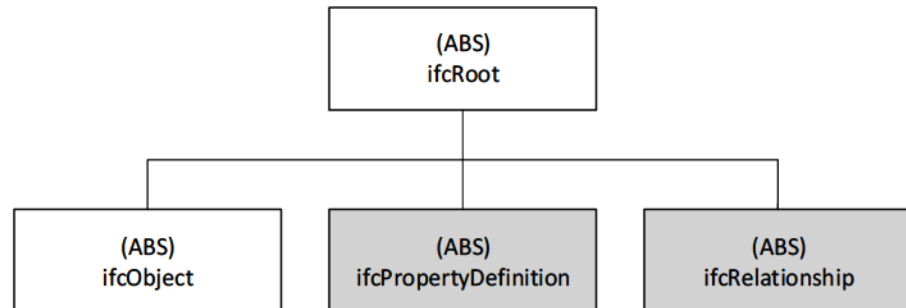 (ABS)
ifcRoot
(ABS)
ifcObject
(ABS)
ifcPropertyDefinition
(ABS)
ifcRelationship